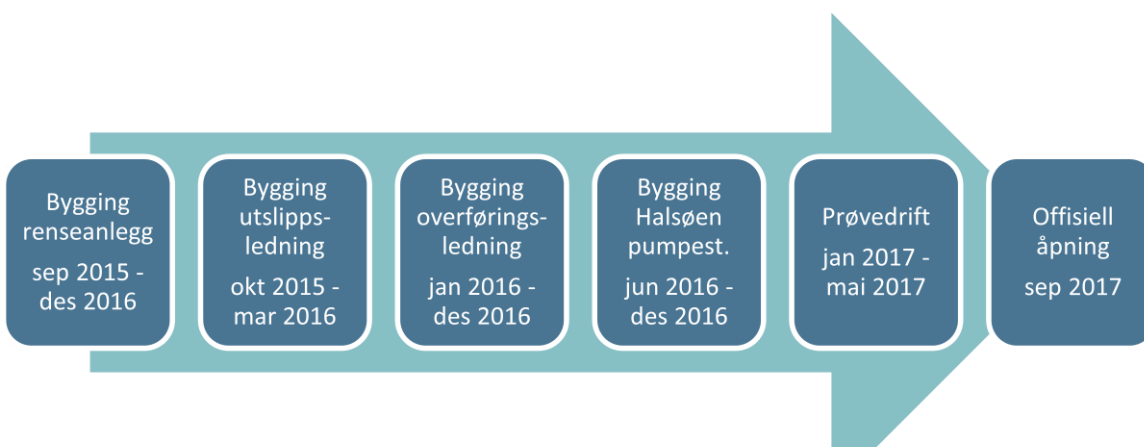 Bygging
renseanlegg
sep 2015 -
des 2016
Bygging
utslipps-
ledning
okt 2015 -
mar 2016
Bygging
overførings-
ledning
jan 2016 -
des 2016
Bygging
Halsøen
pumpest.
jun 2016 -
des 2016
Prøvedrift
jan 2017 -
mai 2017
Offisiell
åpning
sep 2017